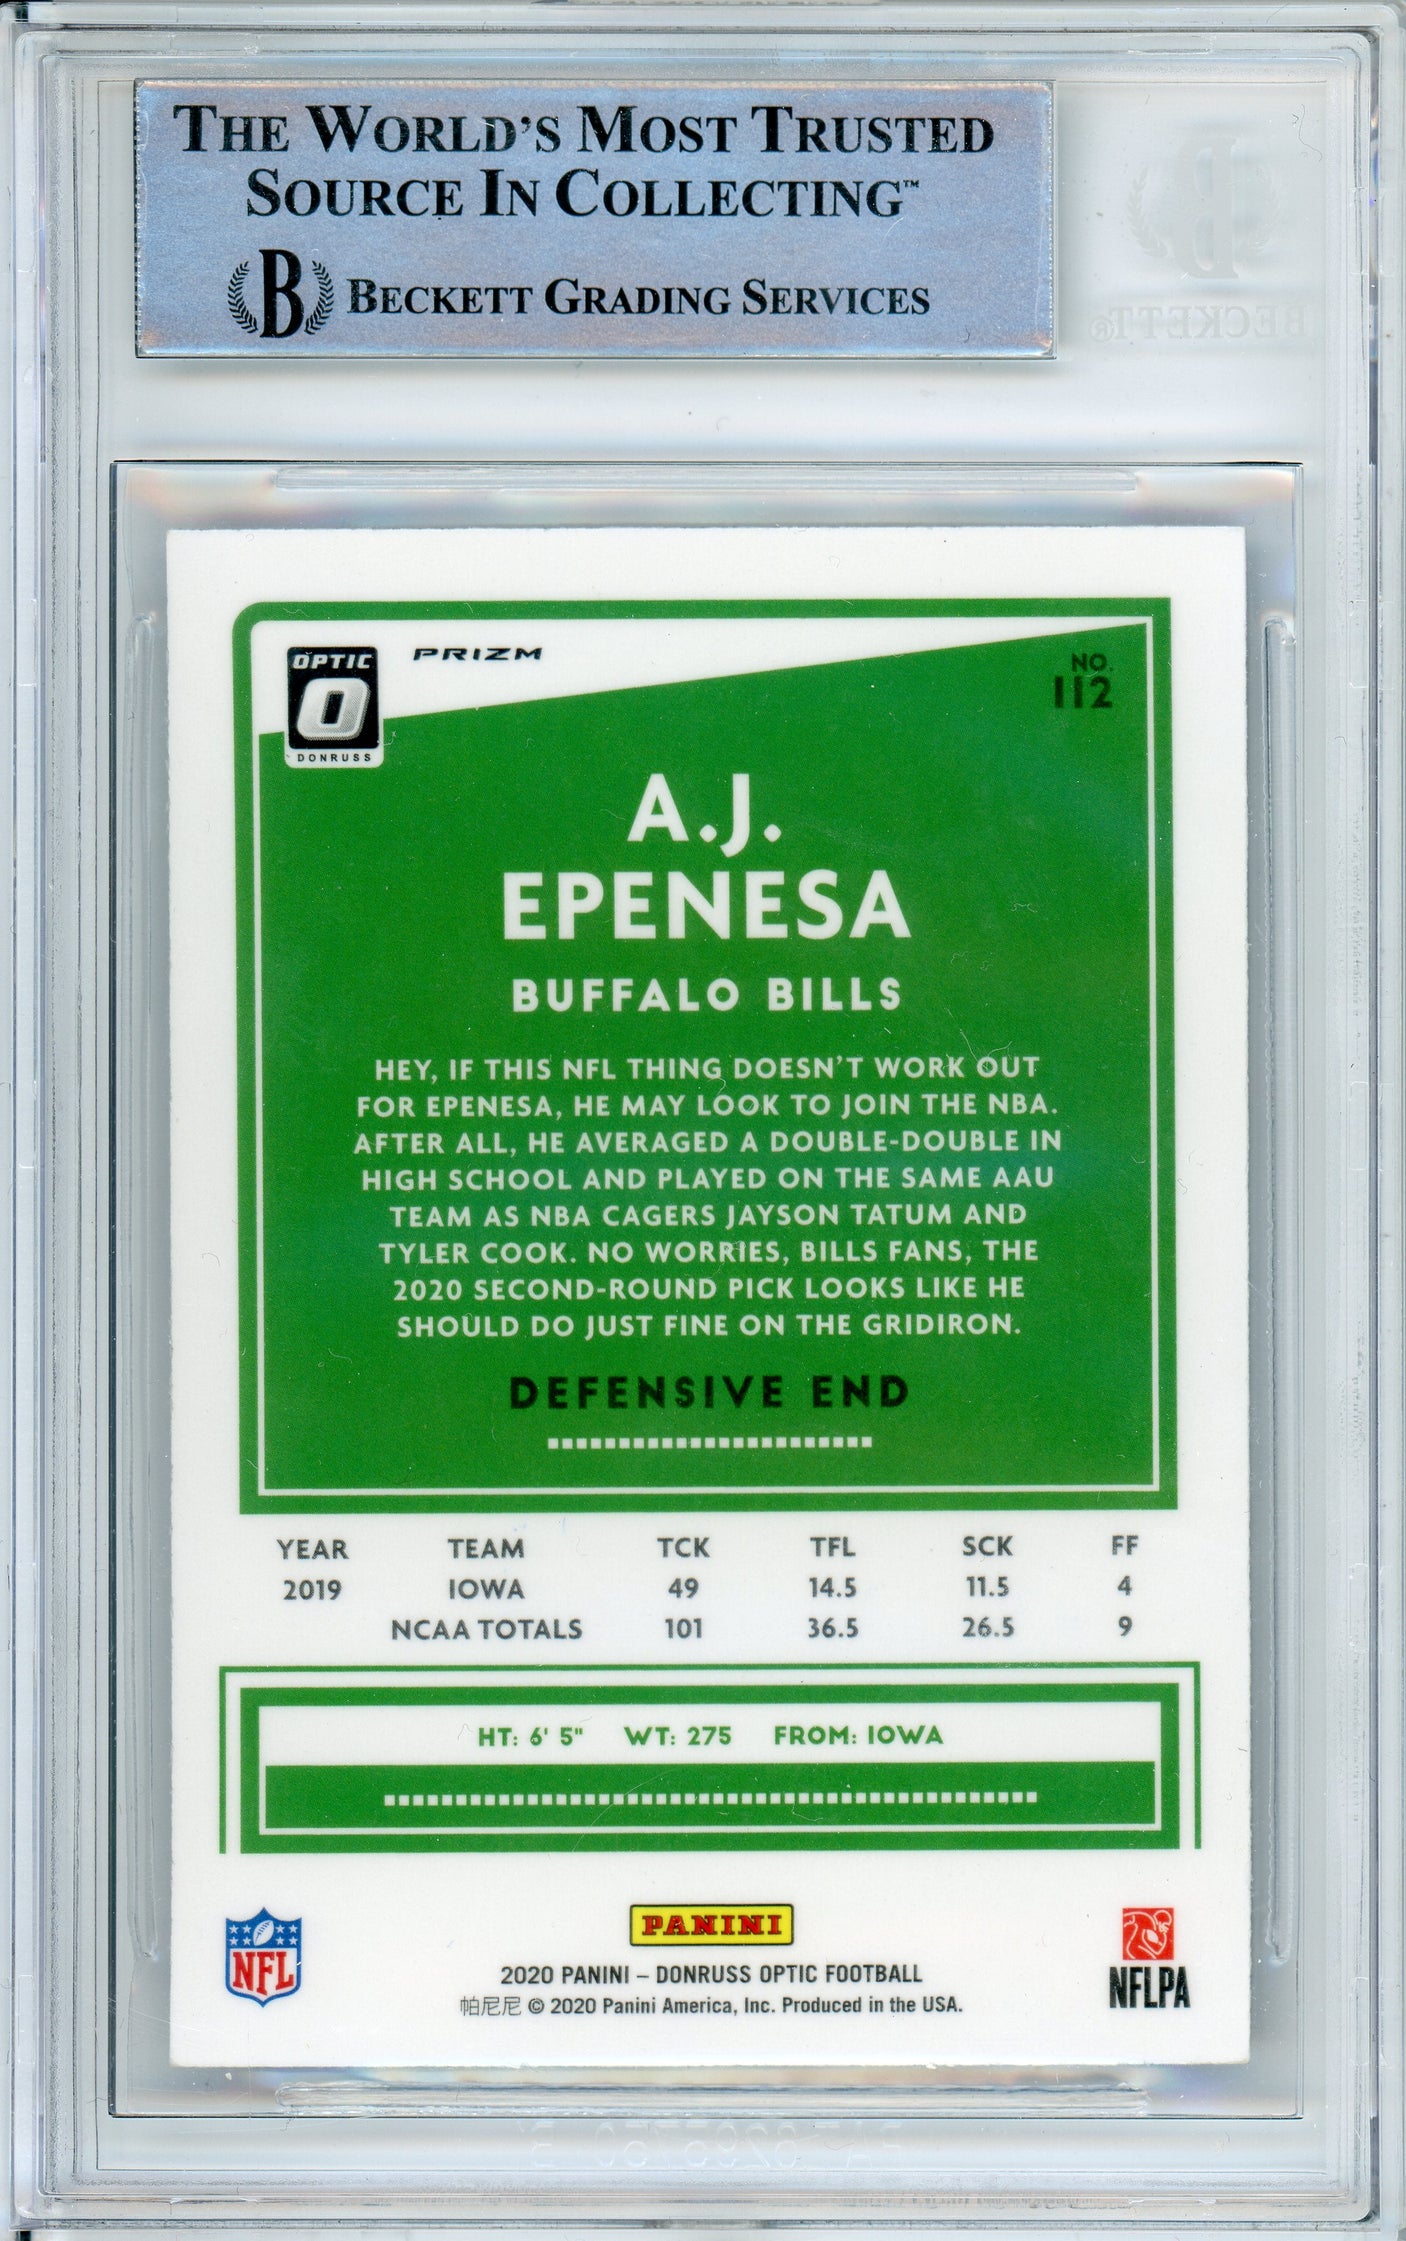 THE WORLD'S MOST TRUSTED
SOURCE IN COLLECTING™
B BECKETT GRADING SERVICES
BECKETT®
OPTIC
O
DONRUSS
PRIZM
NO.
112
A.J.
EPENESA
BUFFALO BILLS
HEY, IF THIS NFL THING DOESN'T WORK OUT
FOR EPENESA, HE MAY LOOK TO JOIN THE NBA.
AFTER ALL, HE AVERAGED A DOUBLE-DOUBLE IN
HIGH SCHOOL AND PLAYED ON THE SAME AAU
TEAM AS NBA CAGERS JAYSON TATUM AND
TYLER COOK. NO WORRIES, BILLS FANS, THE
2020 SECOND-ROUND PICK LOOKS LIKE HE
SHOULD DO JUST FINE ON THE GRIDIRON.
DEFENSIVE END
YEAR TEAM TCK TFL SCK FF
2019 IOWA 49 14.5 11.5 4
NCAA TOTALS 101 36.5 26.5 9
HT: 6' 5" WT: 275 FROM: IOWA
NFL
PANINI
2020 PANINI – DONRUSS OPTIC FOOTBALL
帕尼尼 © 2020 Panini America, Inc. Produced in the USA.
NFLPA